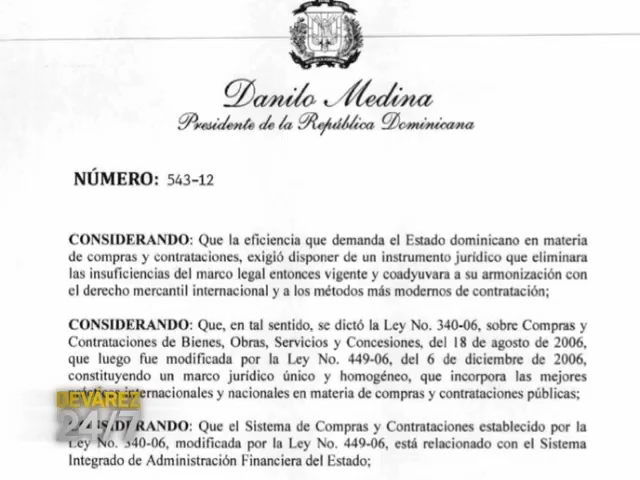 Danilo Medina
Presidente de la República Dominicana
NÚMERO: 543-12
CONSIDERANDO: Que la eficiencia que demanda el Estado dominicano en materia
de compras y contrataciones, exigió disponer de un instrumento jurídico que eliminara
las insuficiencias del marco legal entonces vigente y coadyuvara a su armonización con
el derecho mercantil internacional y a los métodos más modernos de contratación;
CONSIDERANDO: Que, en tal sentido, se dictó la Ley No. 340-06, sobre Compras y
Contrataciones de Bienes, Obras, Servicios y Concesiones, del 18 de agosto de 2006,
que luego fue modificada por la Ley No. 449-06, del 6 de diciembre de 2006,
constituyendo un marco jurídico único y homogéneo, que incorpora las mejores
internacionales y nacionales en materia de compras y contrataciones públicas;
DEVAREZ
24/7
CONSIDERANDO: Que el Sistema de Compras y Contrataciones establecido por la
Ley No. 340-06, modificada por la Ley No. 449-06, está relacionado con el Sistema
Integrado de Administración Financiera del Estado;